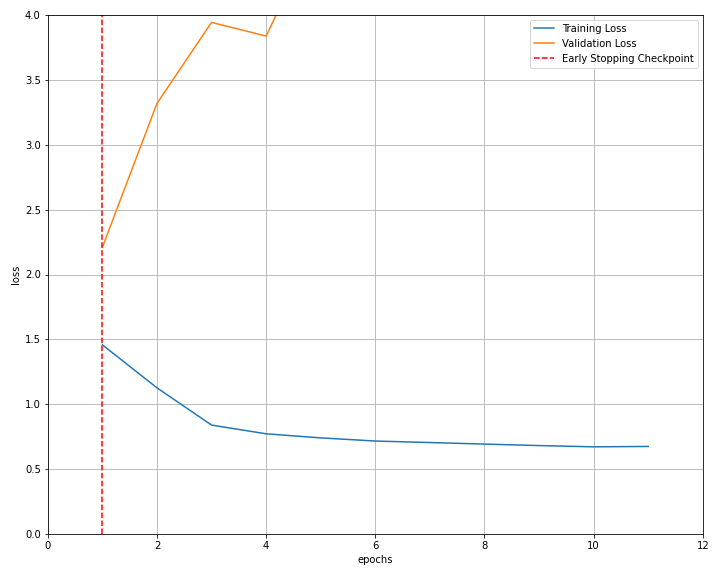 4.0
3.5
3.0
2.5
2.0
1.5
1.0
0.5
0.0
loss
0 2 4 6 8 10 12
epochs
Training Loss
Validation Loss
Early Stopping Checkpoint